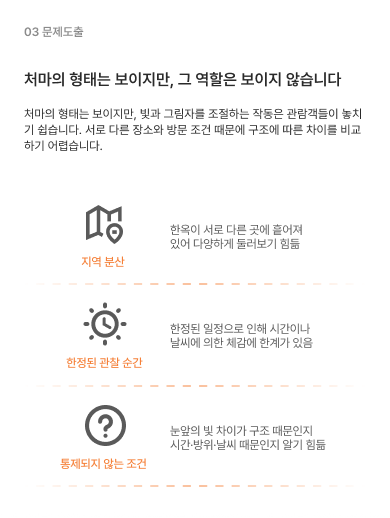 03 문제도출
처마의 형태는 보이지만, 그 역할은 보이지 않습니다
처마의 형태는 보이지만, 빛과 그림자를 조절하는 작동은 관람객들이 놓치
기 쉽습니다. 서로 다른 장소와 방문 조건 때문에 구조에 따른 차이를 비교
하기 어렵습니다.
한옥이 서로 다른 곳에 흩어져
있어 다양하게 둘러보기 힘듦
지역 분산
한정된 일정으로 인해 시간이나
날씨에 의한 체감에 한계가 있음
한정된 관찰 순간
눈앞의 빛 차이가 구조 때문인지
시간·방위·날씨 때문인지 알기 힘듦
통제되지 않는 조건